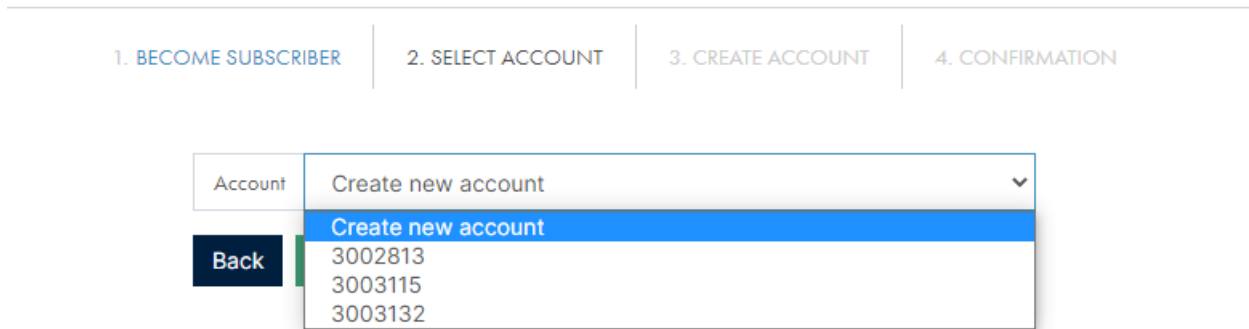 1. BECOME SUBSCRIBER 2. SELECT ACCOUNT 3. CREATE ACCOUNT 4. CONFIRMATION
Account Create new account
Create new account
Back 3002813
3003115
3003132